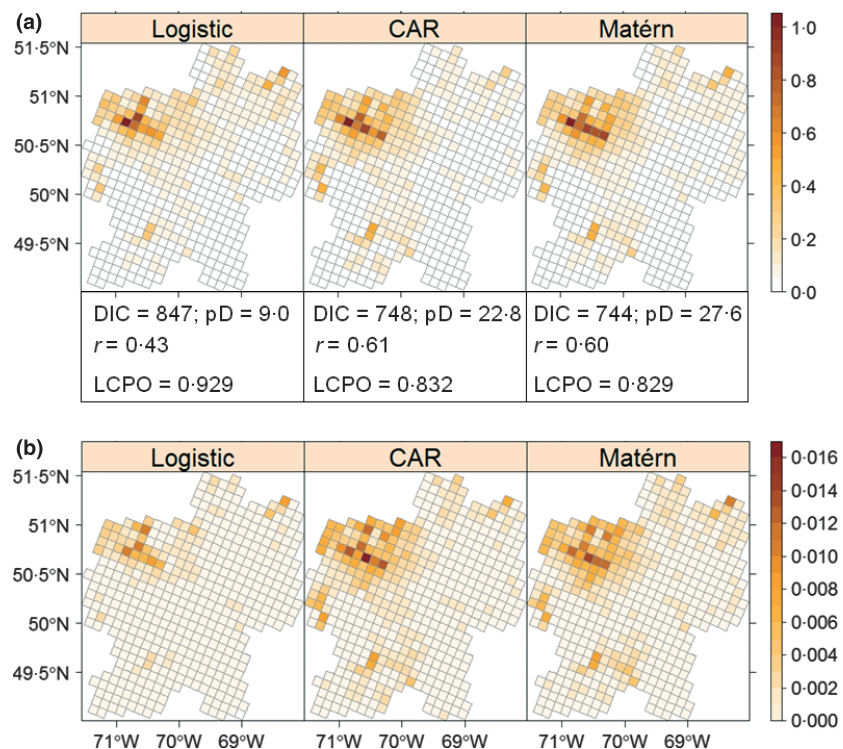 (a)
Logistic CAR Matérn
51·5°N
51°N
50·5°N
50°N
49·5°N
1·0
0·8
0·6
0·4
0·2
0·0
DIC = 847; pD = 9·0
r = 0·43
LCPO = 0·929
DIC = 748; pD = 22·8
r = 0·61
LCPO = 0·832
DIC = 744; pD = 27·6
r = 0·60
LCPO = 0·829
(b)
Logistic CAR Matérn
51·5°N
51°N
50·5°N
50°N
49·5°N
0·016
0·014
0·012
0·010
0·008
0·006
0·004
0·002
0·000
71°W 70°W 69°W 71°W 70°W 69°W 71°W 70°W 69°W